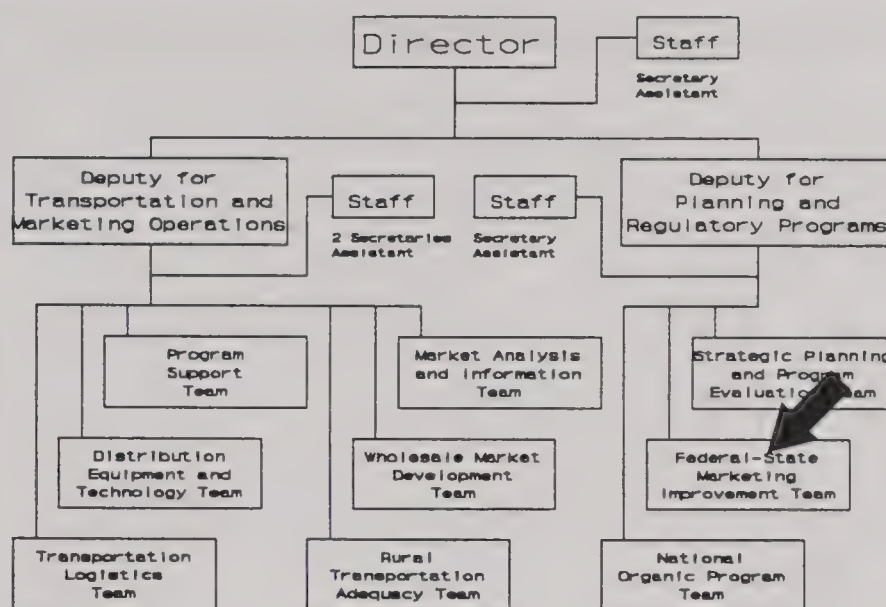 Director
Staff
Secretary
Assistant
Deputy for
Transportation and
Marketing Operations
Staff
2 Secretaries
Assistant
Staff
Secretary
Assistant
Deputy for
Planning and
Regulatory Programs
Program
Support
Team
Market Analysis
and Information
Team
Strategic Planning
and Program
Evaluation Team
Distribution
Equipment and
Technology Team
Wholesale Market
Development
Team
Federal-State
Marketing
Improvement Team
Transportation
Logistics
Team
Rural
Transportation
Adequacy Team
National
Organic Program
Team